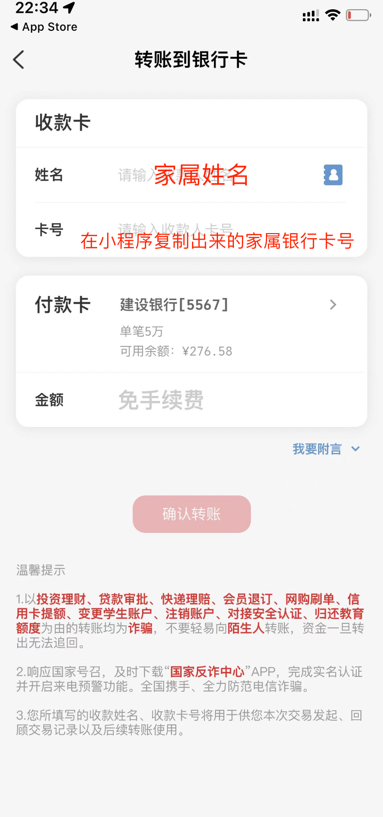 22:34
App Store
转账到银行卡
收款卡
姓名
请输入
家属姓名
卡号
请输入收款人卡号
在小程序复制出来的家属银行卡号
付款卡
建设银行[5567]
单笔5万
可用余额：¥276.58
金额
免手续费
我要附言
确认转账
温馨提示
1.以投资理财、贷款审批、快递理赔、会员退订、网购刷单、信
用卡提额、变更学生账户、注销账户、对接安全认证、归还教育
额度为由的转账均为诈骗，不要轻易向陌生人转账，资金一旦转
出无法追回。
2.响应国家号召，及时下载“国家反诈中心”APP，完成实名认证
并开启来电预警功能。全国携手、全力防范电信诈骗。
3.您所填写的收款姓名、收款卡号将用于供您本次交易发起、回
顾交易记录以及后续转账使用。